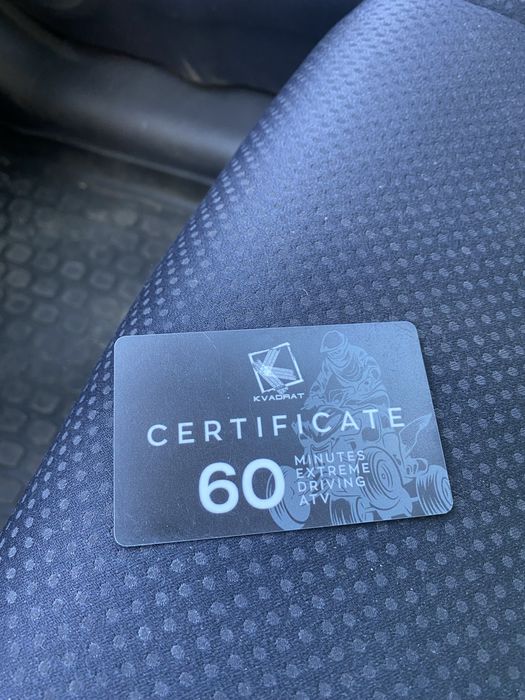 KVADRAT
CERTIFICATE
60
MINUTES
EXTREME
DRIVING
ATV